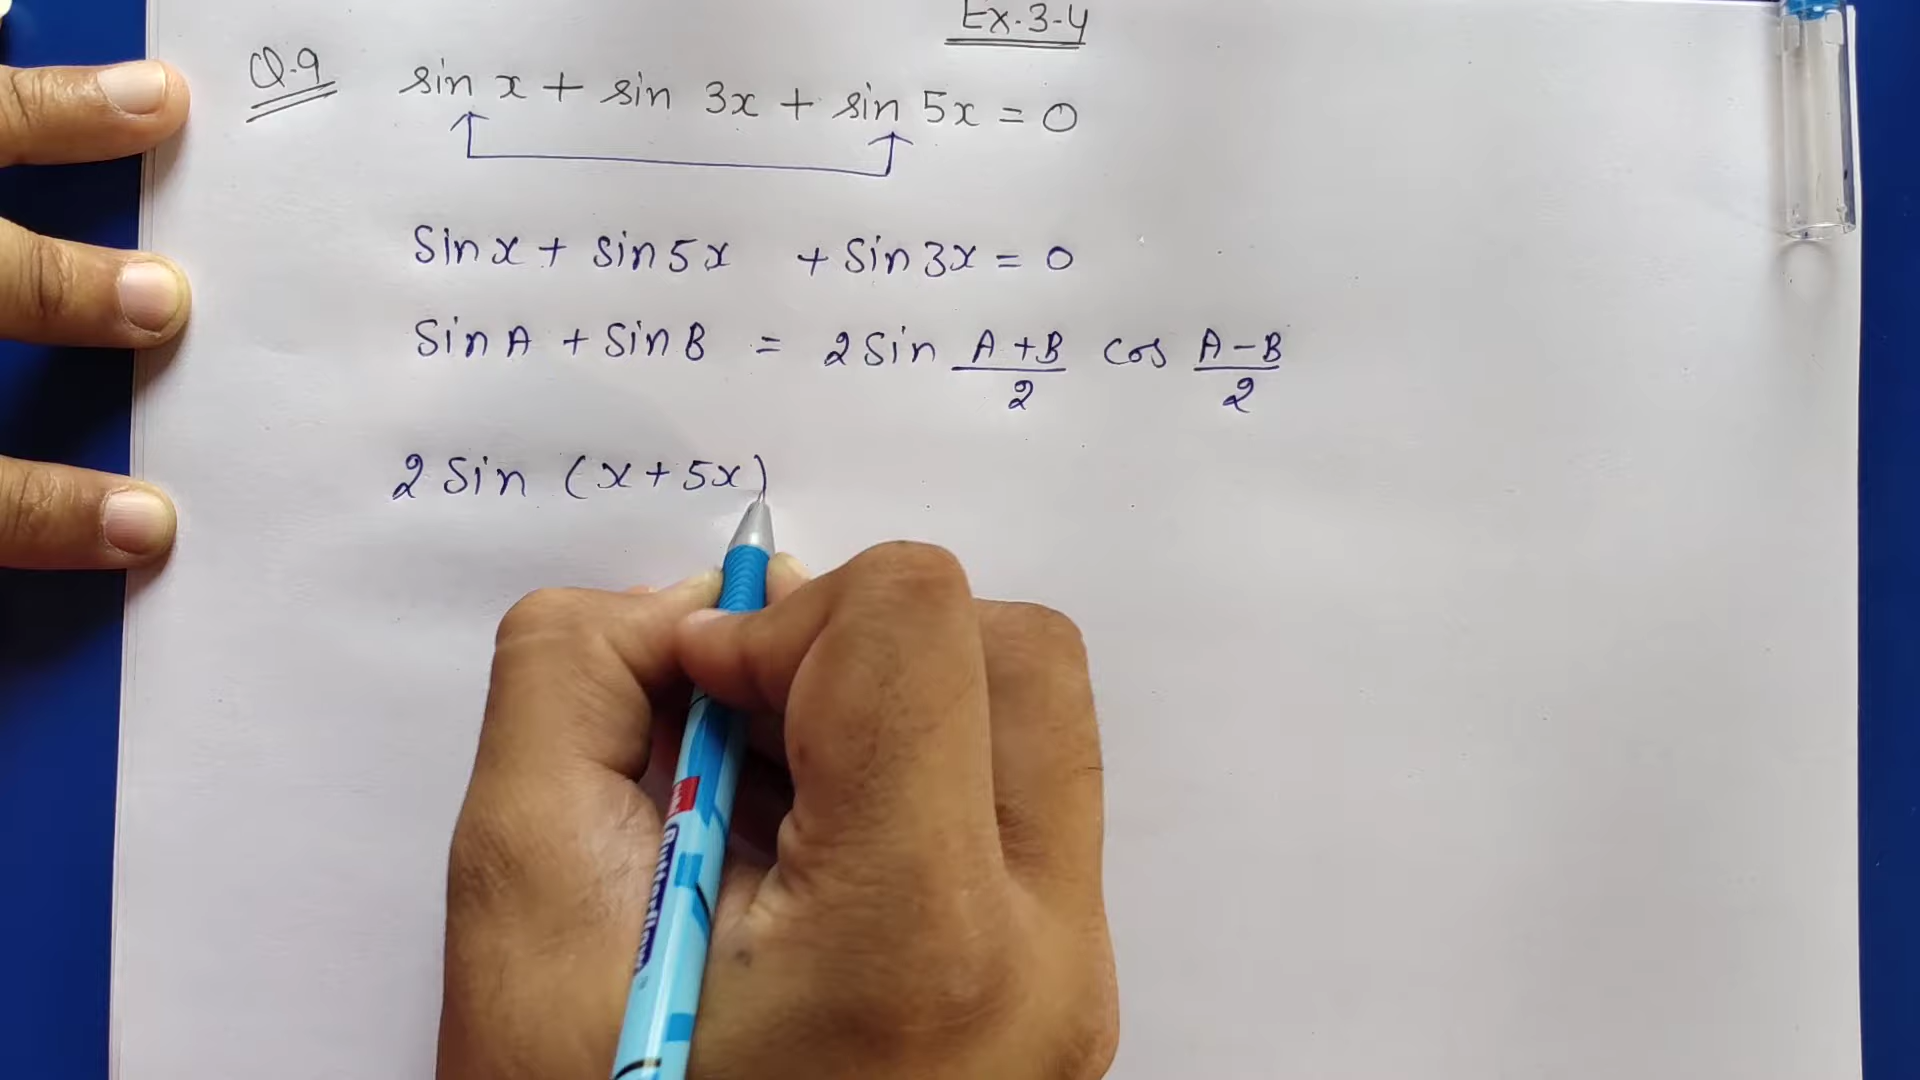 Ex-3-4
Q.9 sin x + sin 3x + sin 5x = 0
Sin x + sin 5x + Sin 3x = 0
Sin A + Sin B = 2 Sin A+B/2 cos A-B/2
2 Sin (x + 5x)
Butterflow